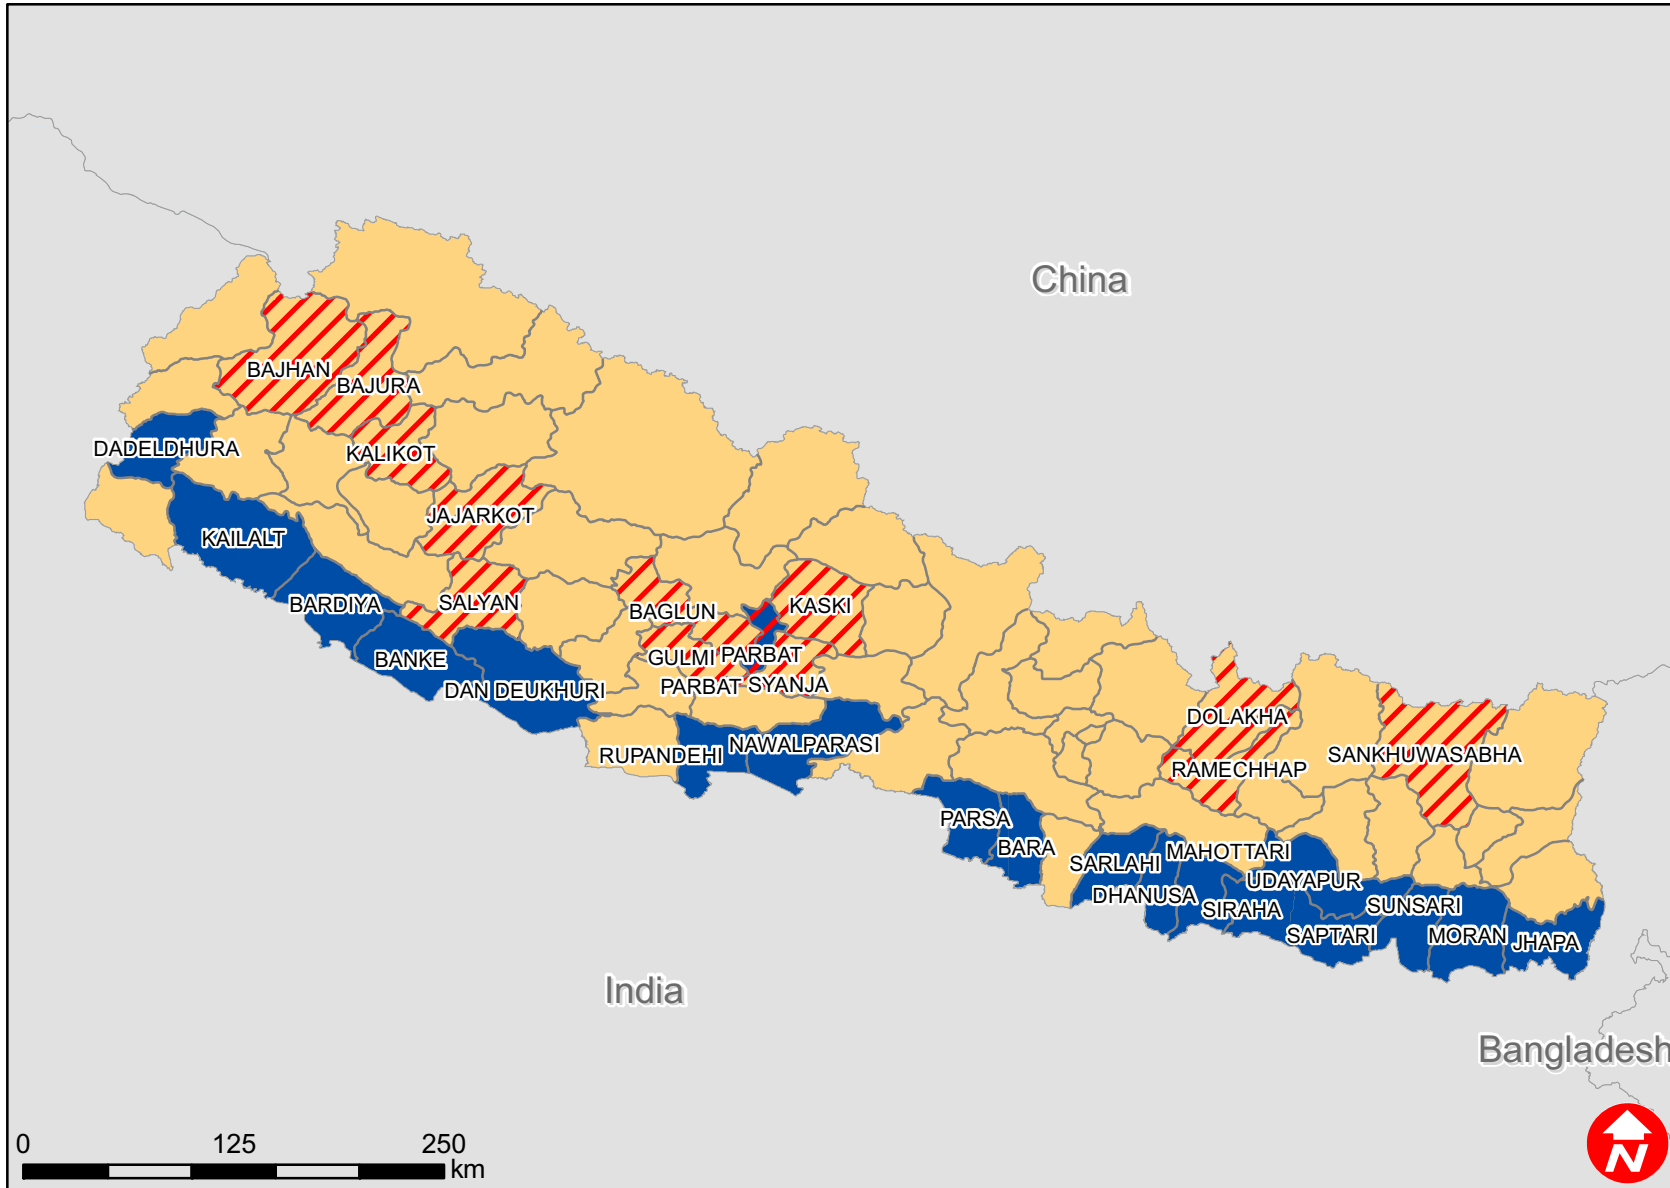 China
BAJHAN
BAJURA
DADELDHURA
KALIKOT
JAJARKOT
KAILALT
BARDIYA
SALYAN
BAGLUN
KASKI
BANKE
GULMI
PARBAT
DAN DEUKHURI
PARBAT
SYANJA
DOLAKHA
RUPANDEHI
NAWALPARASI
SANKHUWASABHA
RAMECHHAP
PARSA
BARA
SARLAHI
MAHOTTARI
DHANUSA
UDAYAPUR
SIRAHA
SUNSARI
SAPTARI
MORAN
JHAPA
India
Bangladesh
0 125 250
km
N